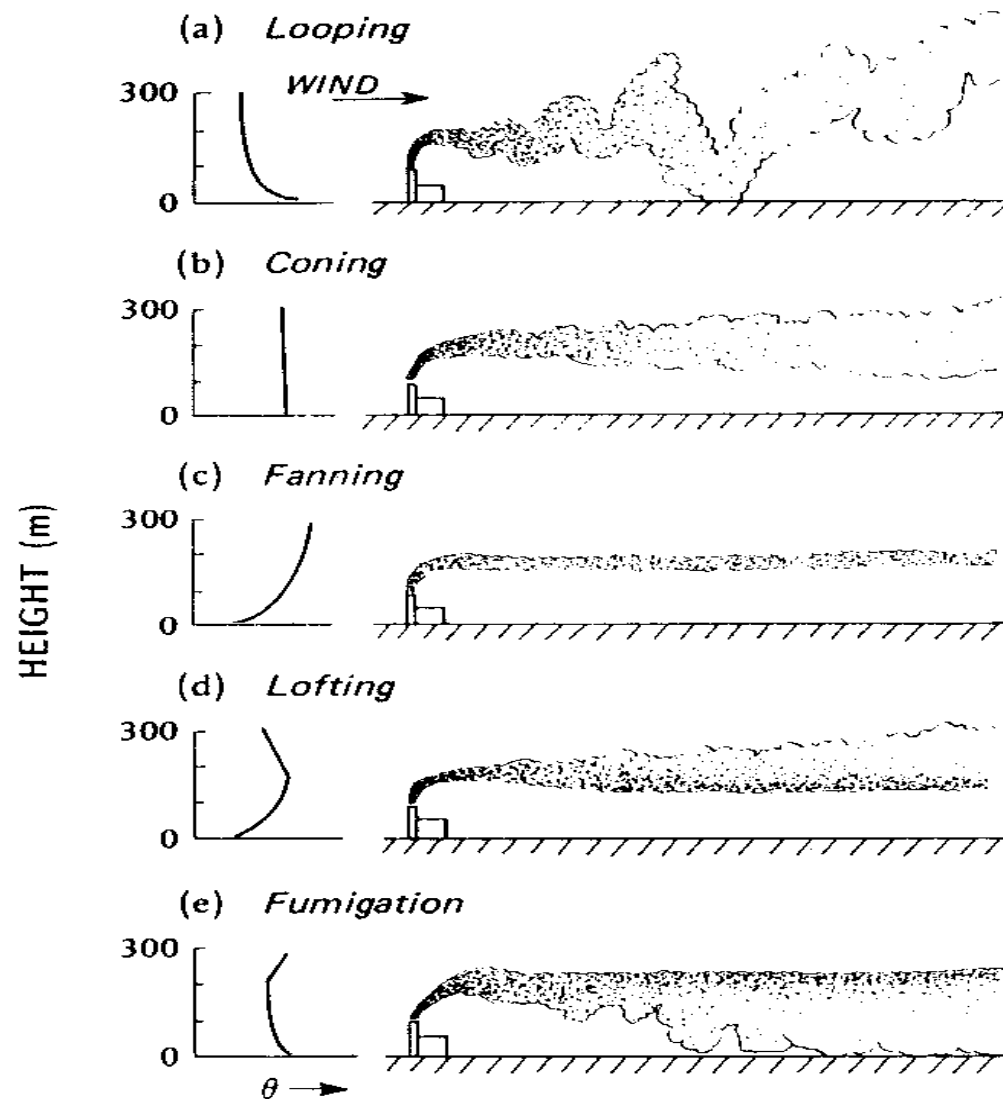 (a) Looping
WIND
300
0
(b) Coning
300
0
(c) Fanning
300
0
HEIGHT (m)
(d) Lofting
300
0
(e) Fumigation
300
0
θ